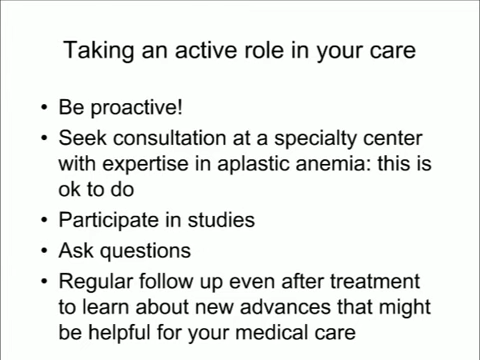 Taking an active role in your care
• Be proactive!
• Seek consultation at a specialty center
with expertise in aplastic anemia: this is
ok to do
• Participate in studies
• Ask questions
• Regular follow up even after treatment
to learn about new advances that might
be helpful for your medical care